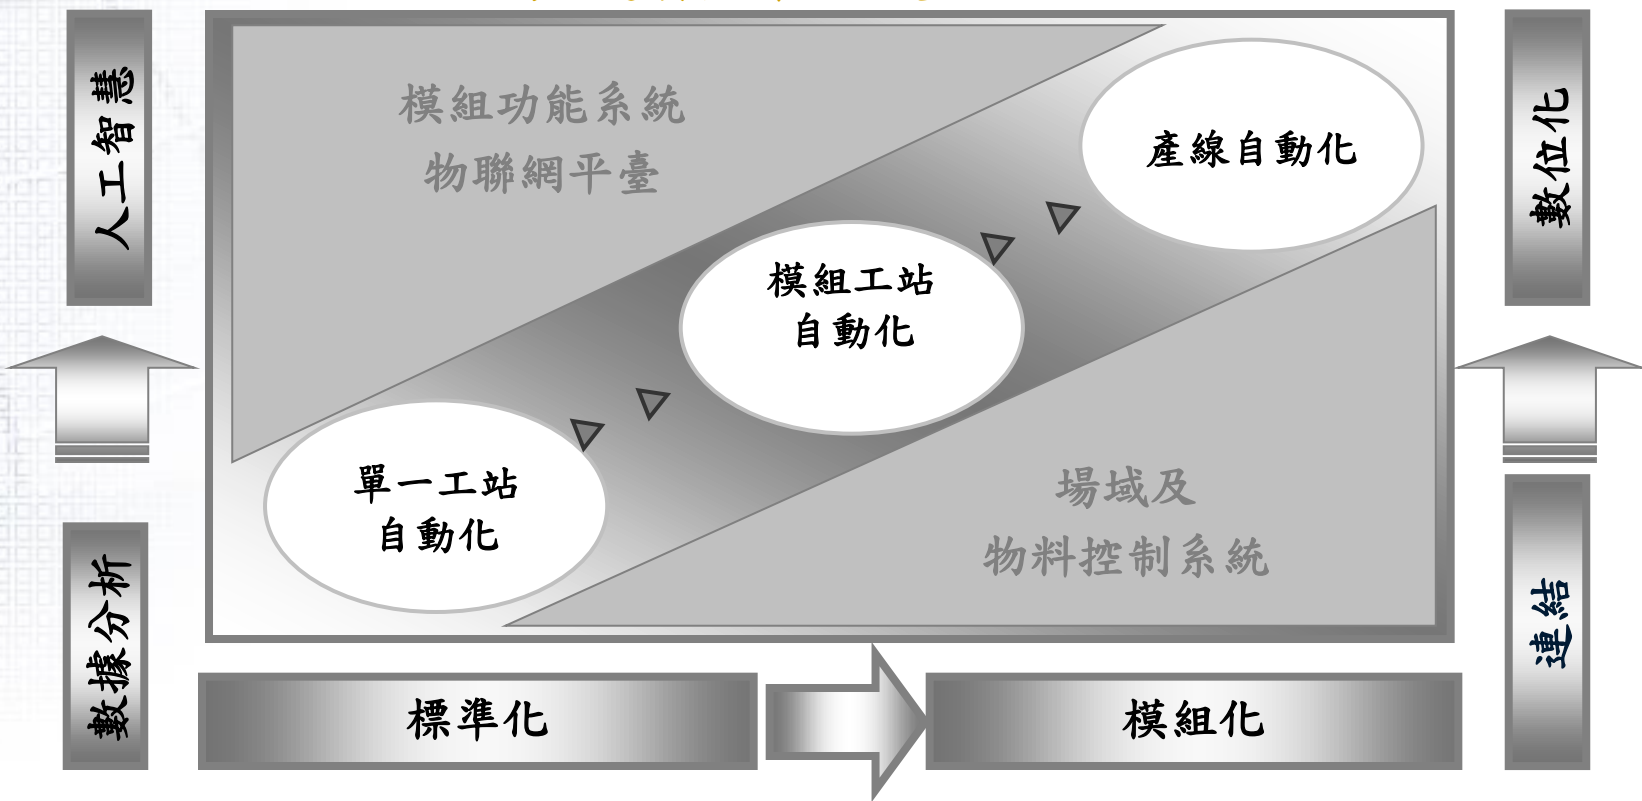 人工智慧
模組功能系統
物聯網平臺
產線自動化
數位化
模組工站
自動化
單一工站
自動化
場域及
物料控制系統
數據分析
連結
標準化
模組化